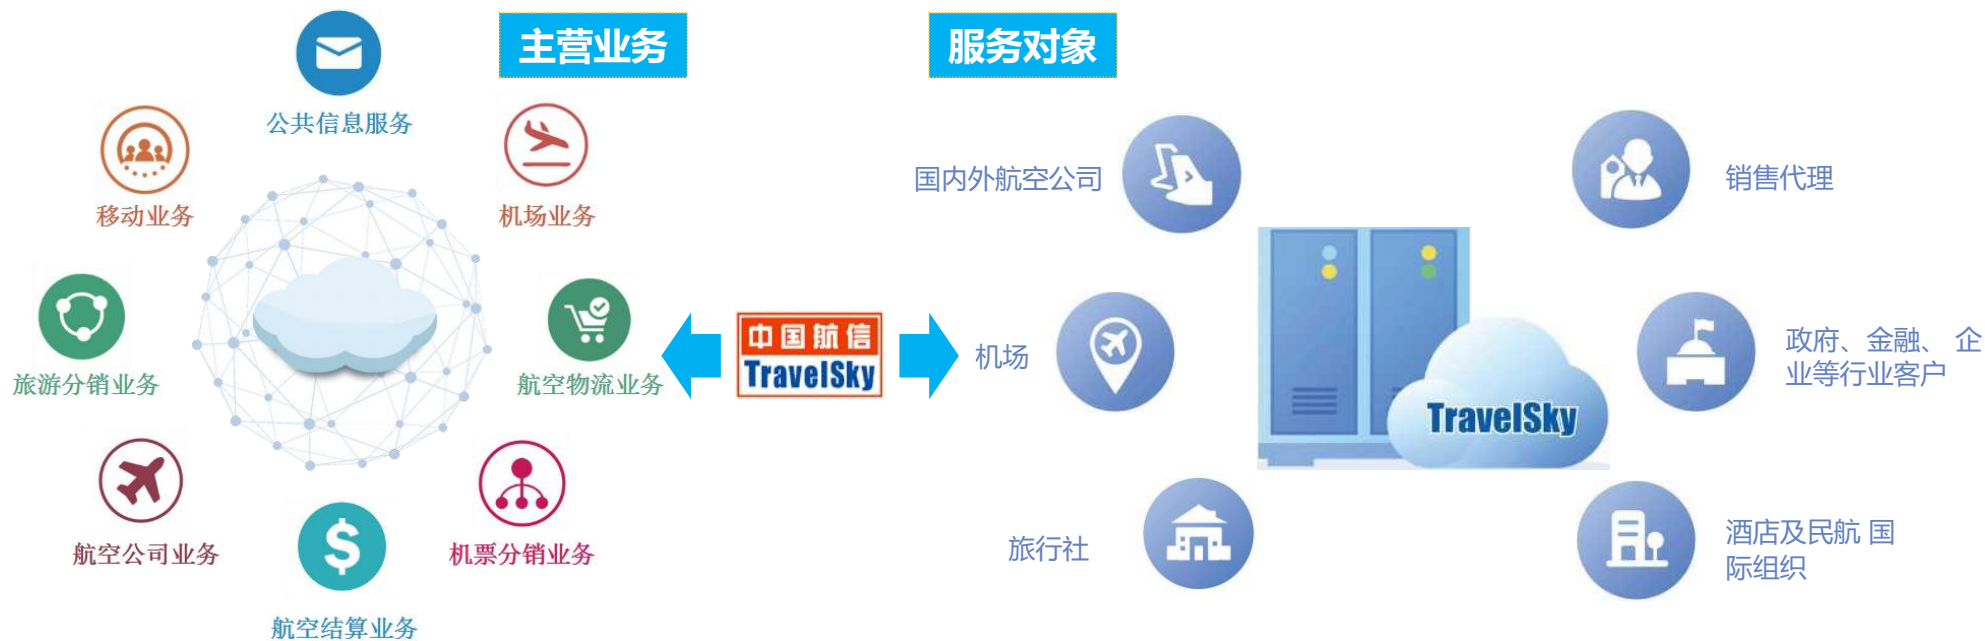 主营业务
公共信息服务
移动业务
机场业务
旅游分销业务
航空物流业务
航空公司业务
机票分销业务
航空结算业务
中国航信
TravelSky
服务对象
国内外航空公司
销售代理
机场
政府、金融、 企
业等行业客户
TravelSky
旅行社
酒店及民航 国
际组织